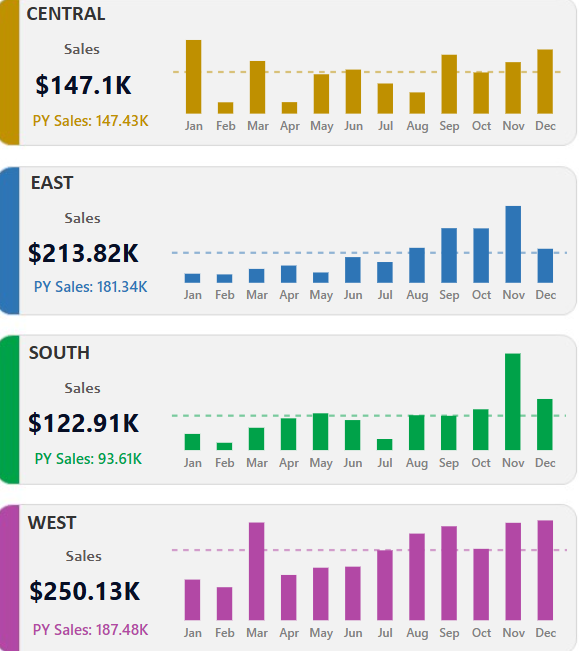 CENTRAL
Sales
$147.1K
PY Sales: 147.43K
Jan Feb Mar Apr May Jun Jul Aug Sep Oct Nov Dec
EAST
Sales
$213.82K
PY Sales: 181.34K
Jan Feb Mar Apr May Jun Jul Aug Sep Oct Nov Dec
SOUTH
Sales
$122.91K
PY Sales: 93.61K
Jan Feb Mar Apr May Jun Jul Aug Sep Oct Nov Dec
WEST
Sales
$250.13K
PY Sales: 187.48K
Jan Feb Mar Apr May Jun Jul Aug Sep Oct Nov Dec